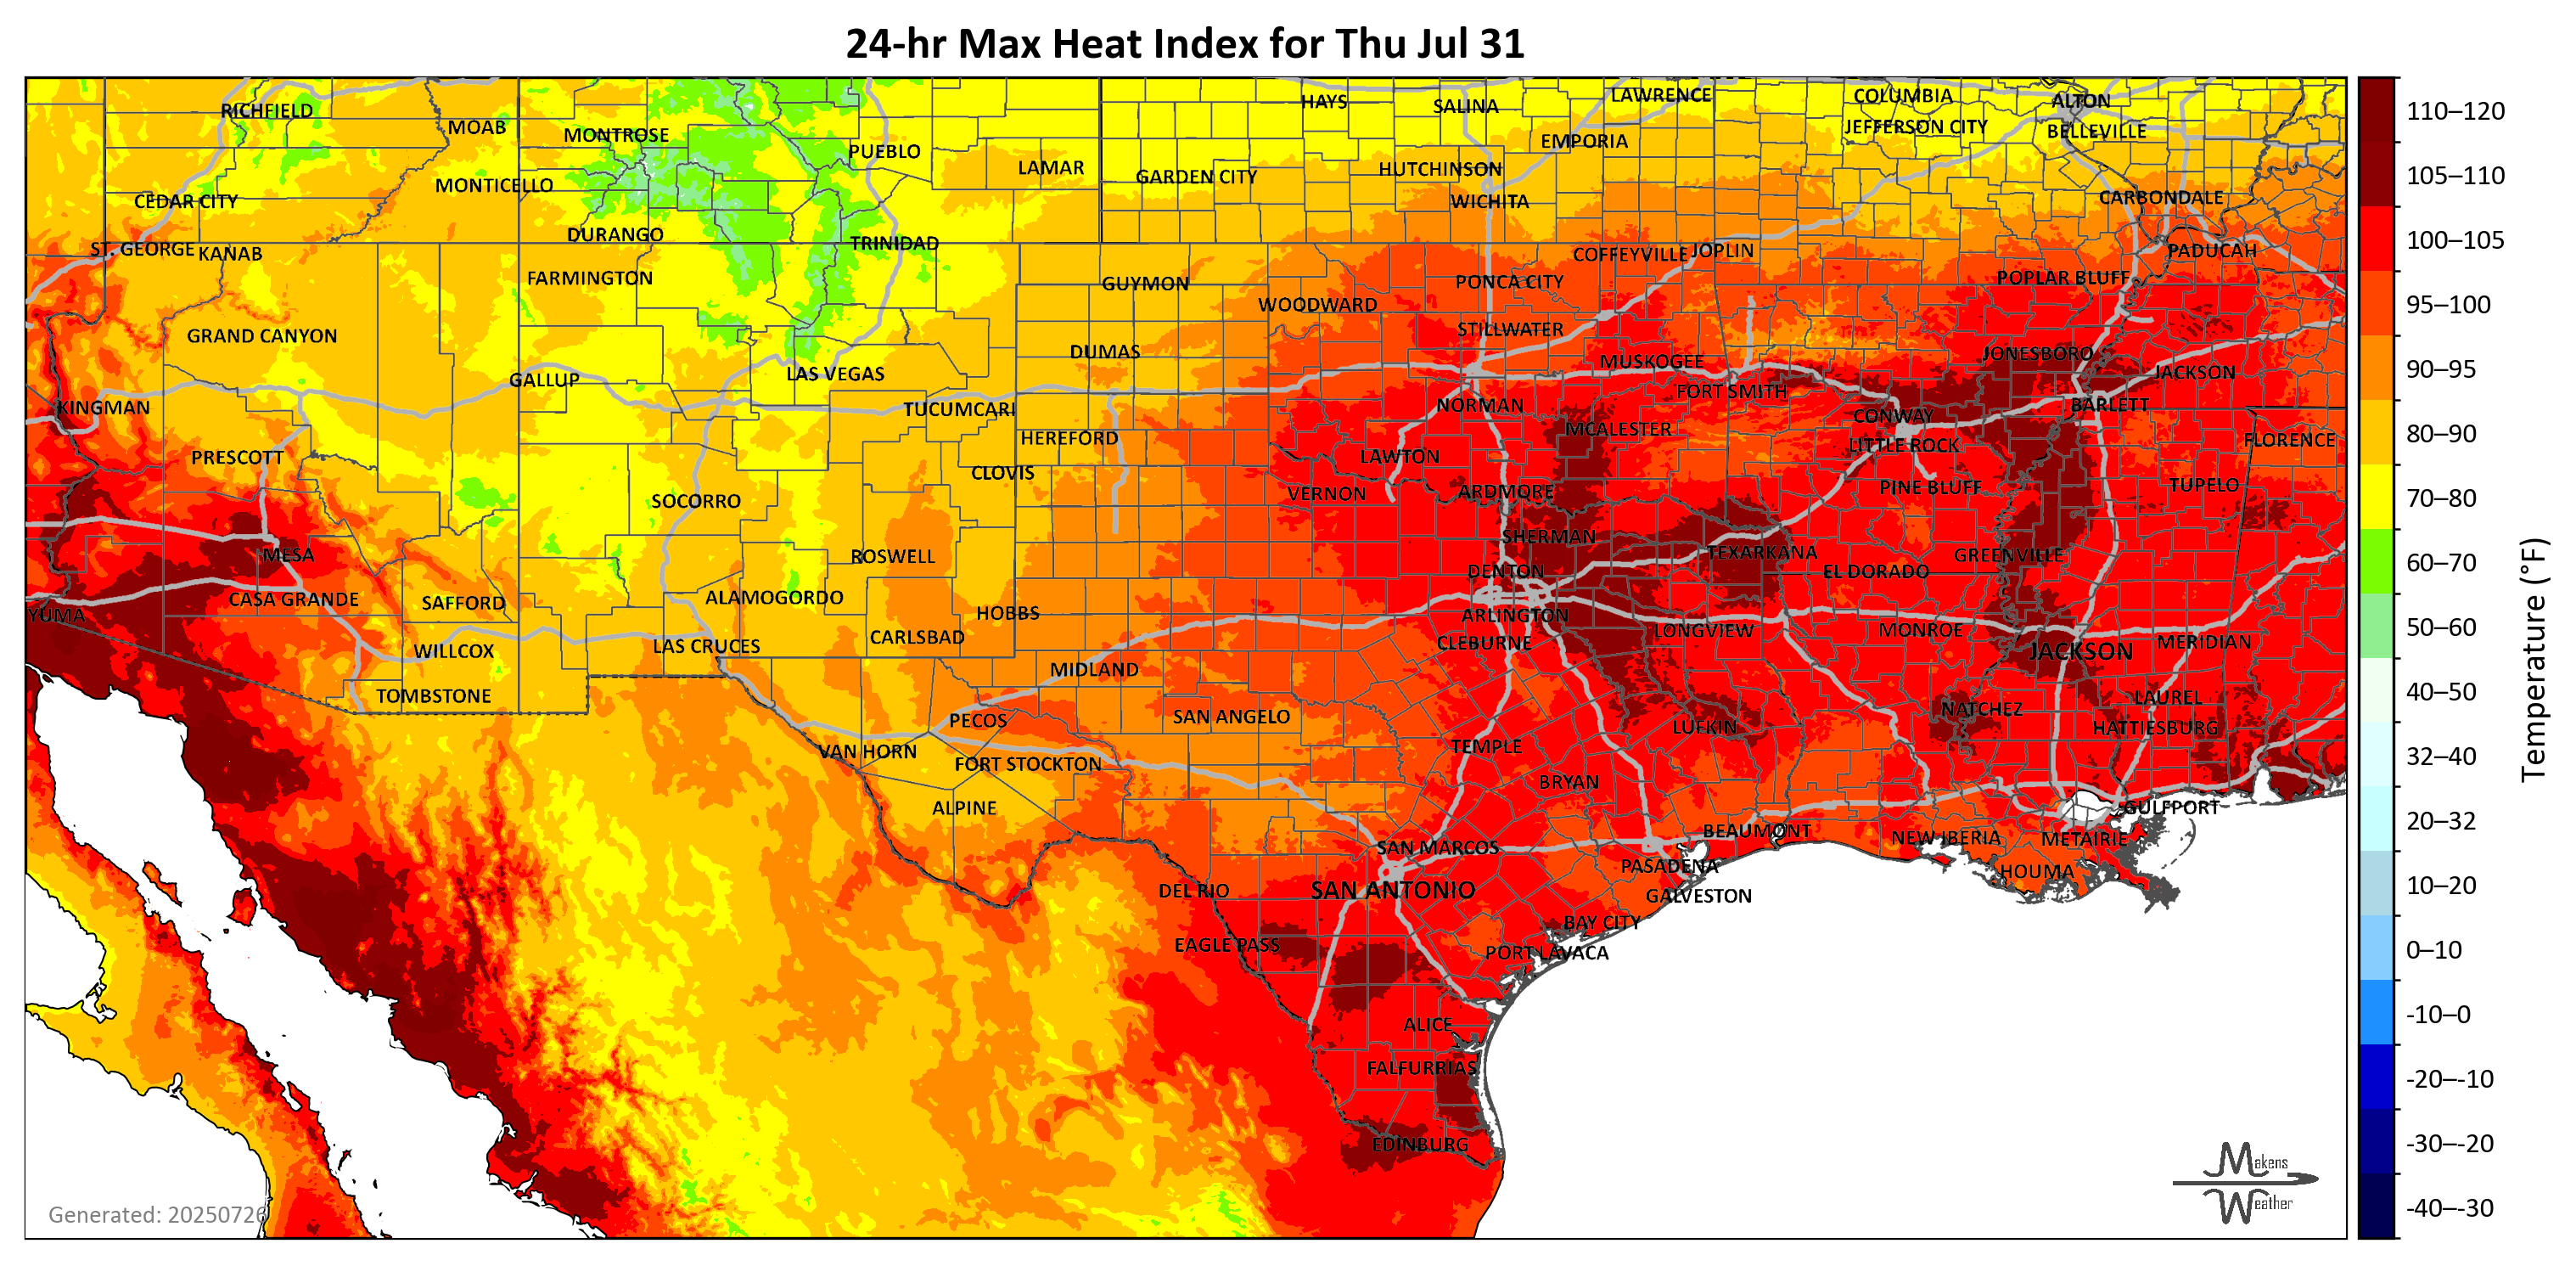 24-hr Max Heat Index for Thu Jul 31
RICHFIELD
MOAB
MONTROSE
PUEBLO
LAMAR
HAYS
SALINA
LAWRENCE
COLUMBIA
ALTON
JEFFERSON CITY
BELLEVILLE
EMPORIA
HUTCHINSON
GARDEN CITY
WICHITA
MONTICELLO
CEDAR CITY
CARBONDALE
DURANGO
TRINIDAD
ST. GEORGE
KANAB
COFFEYVILLE
JOPLIN
PADUCAH
FARMINGTON
GUYMON
PONCA CITY
POPLAR BLUFF
WOODWARD
GRAND CANYON
STILLWATER
DUMAS
MUSKOGEE
JONESBORO
JACKSON
GALLUP
LAS VEGAS
FORT SMITH
KINGMAN
TUCUMCARI
NORMAN
CONWAY
BARLETT
HEREFORD
MCALESTER
LITTLE ROCK
FLORENCE
PRESCOTT
CLOVIS
LAWTON
SOCORRO
VERNON
ARDMORE
PINE BLUFF
TUPELO
MESA
ROSWELL
SHERMAN
TEXARKANA
GREENVILLE
DENTON
EL DORADO
CASA GRANDE
SAFFORD
ALAMOGORDO
HOBBS
YUMA
ARLINGTON
CARLSBAD
CLEBURNE
LONGVIEW
MONROE
WILLCOX
LAS CRUCES
JACKSON
MERIDIAN
MIDLAND
TOMBSTONE
LAUREL
PECOS
SAN ANGELO
NATCHEZ
LUFKIN
HATTIESBURG
VAN HORN
TEMPLE
FORT STOCKTON
BRYAN
ALPINE
GULFPORT
BEAUMONT
NEW IBERIA
METAIRIE
SAN MARCOS
PASADENA
HOUMA
DEL RIO
SAN ANTONIO
GALVESTON
BAY CITY
EAGLE PASS
PORT LAVACA
ALICE
FALFURRIAS
EDINBURG
Generated: 20250726
Makens
Weather
110–120
105–110
100–105
95–100
90–95
80–90
70–80
60–70
50–60
40–50
32–40
20–32
10–20
0–10
-10–0
-20–-10
-30–-20
-40–-30
Temperature (°F)